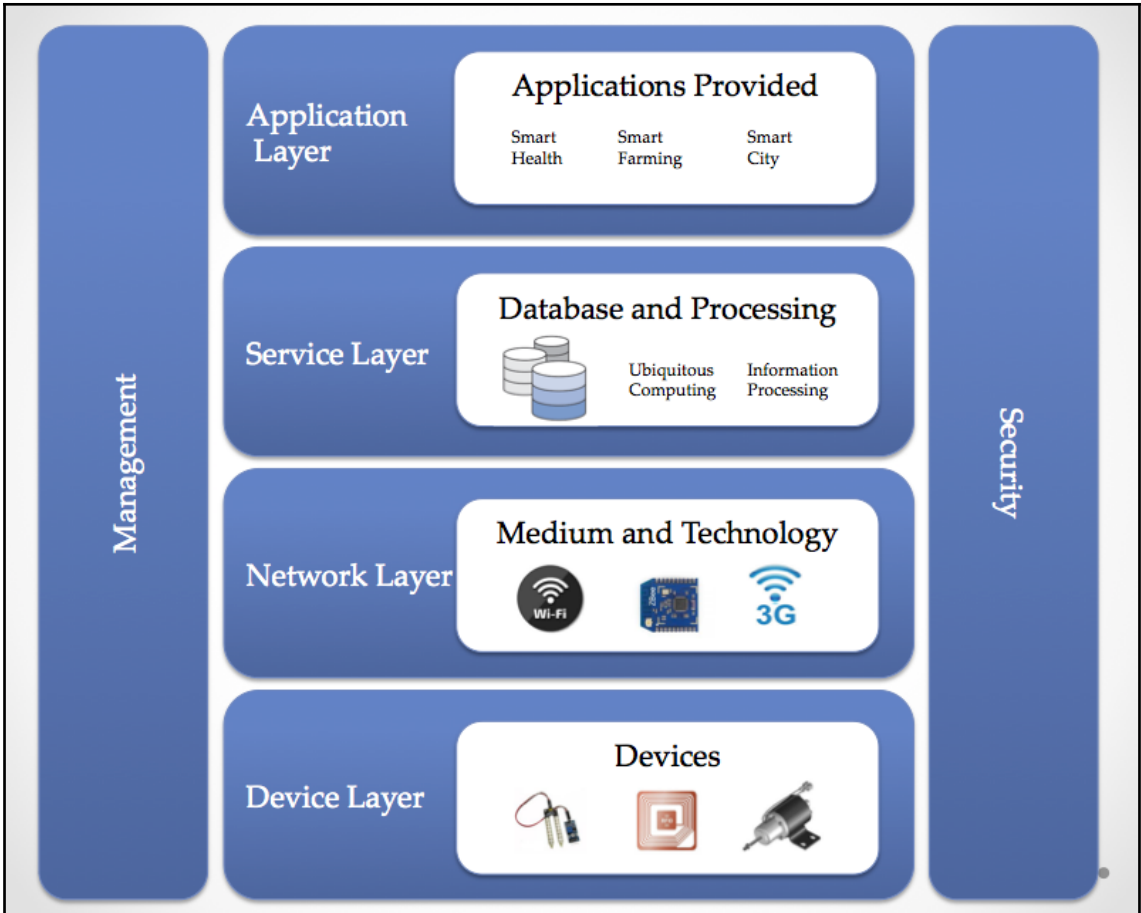 Management
Application
Layer
Applications Provided
Smart
Health
Smart
Farming
Smart
City
Service Layer
Database and Processing
Ubiquitous
Computing
Information
Processing
Network Layer
Medium and Technology
Wi-Fi
ZBee
3G
Device Layer
Devices
Security